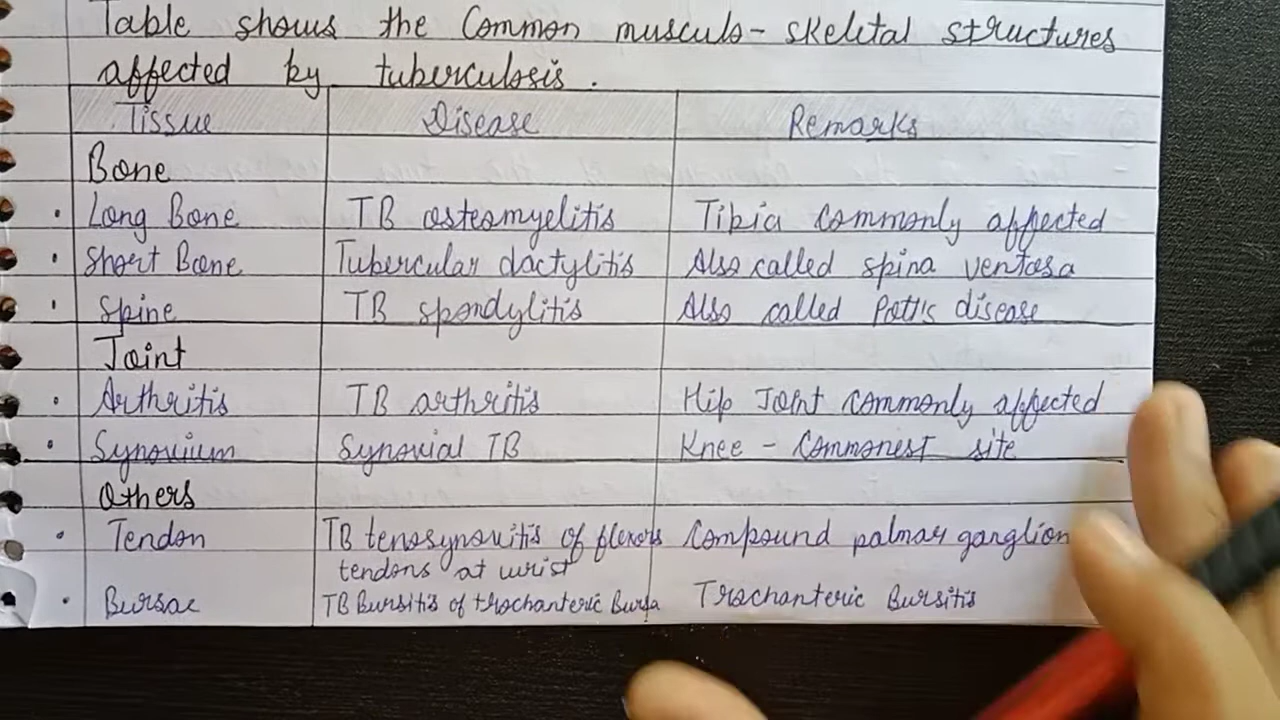 Table shows the Common musculo-skeletal structures
affected by tuberculosis.
Tissue Disease Remarks
Bone
Long Bone TB osteomyelitis Tibia commonly affected
Short Bone Tubercular dactylitis Also called spina ventosa
Spine TB spondylitis Also called Pott's disease
Joint
Arthritis TB arthritis Hip Joint commonly affected
Synovium Synovial TB Knee - Commonest site
Others
Tendon TB tenosynovitis of flexors Compound palmar ganglion
tendons at wrist
Bursae TB Bursitis of trochanteric Bursa Trochanteric Bursitis